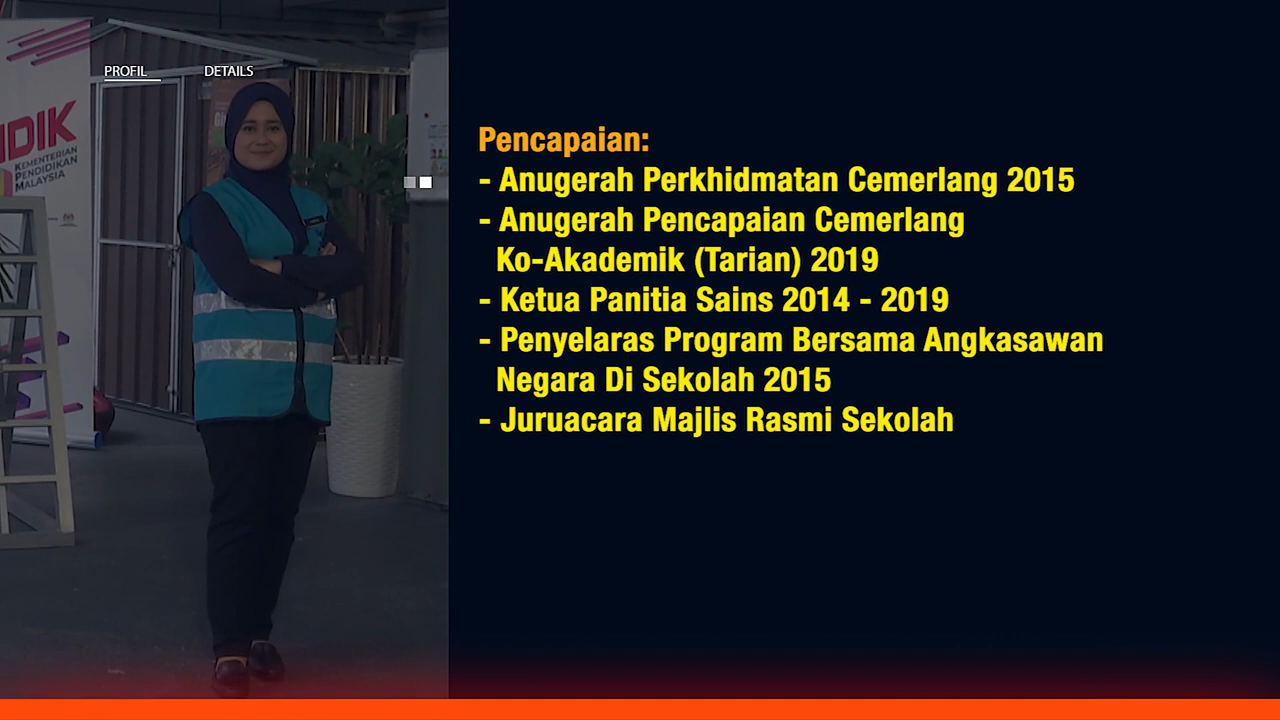 PROFIL
DETAILS
DIK
KEMENTERIAN
PENDIDIKAN
MALAYSIA
Pencapaian:
- Anugerah Perkhidmatan Cemerlang 2015
- Anugerah Pencapaian Cemerlang
Ko-Akademik (Tarian) 2019
- Ketua Panitia Sains 2014 - 2019
- Penyelaras Program Bersama Angkasawan
Negara Di Sekolah 2015
- Juruacara Majlis Rasmi Sekolah